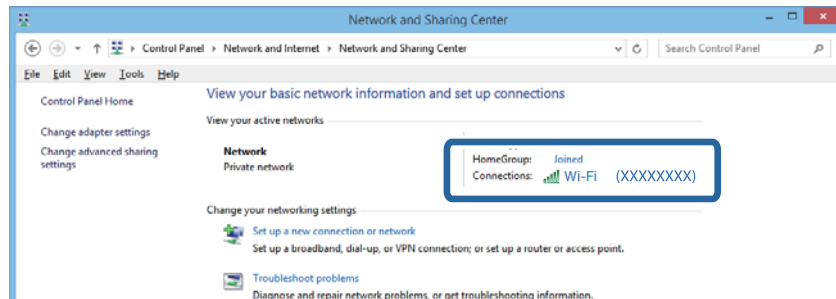 Network and Sharing Center
Control Panel Network and Internet Network and Sharing Center Search Control Panel
File Edit View Tools Help
Control Panel Home
Change adapter settings
Change advanced sharing
settings
View your basic network information and set up connections
View your active networks
Network
Private network
HomeGroup: Joined
Connections: Wi-Fi (XXXXXXXX)
Change your networking settings
Set up a new connection or network
Set up a broadband, dial-up, or VPN connection; or set up a router or access point.
Troubleshoot problems
Diagnose and repair network problems, or get troubleshooting information.